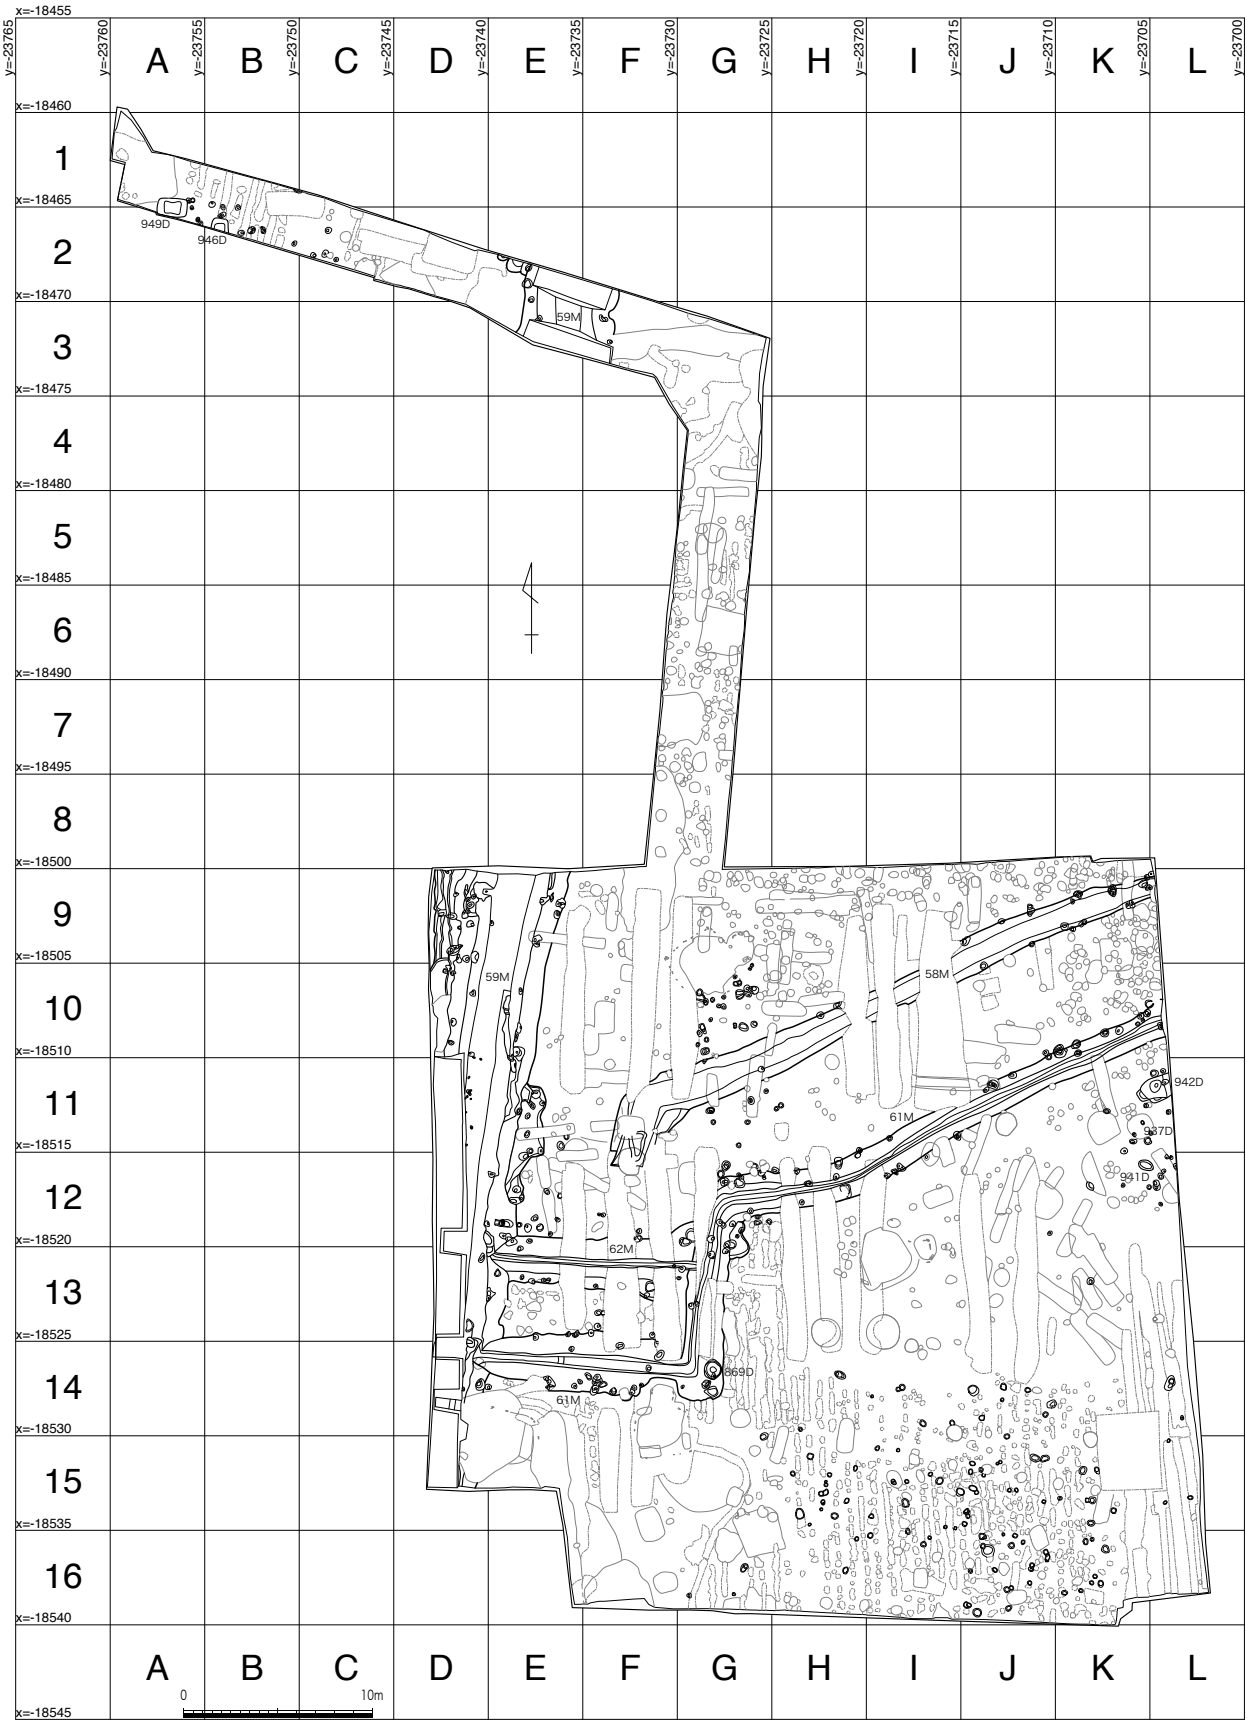 x=-18455
y=-23765
y=-23760
y=-23755
y=-23750
y=-23745
y=-23740
y=-23735
y=-23730
y=-23725
y=-23720
y=-23715
y=-23710
y=-23705
y=-23700
A B C D E F G H I J K L
x=-18460
1
x=-18465
949D
946D
2
x=-18470
59M
3
x=-18475
4
x=-18480
5
x=-18485
6
x=-18490
7
x=-18495
8
x=-18500
9
x=-18505
59M
58M
10
x=-18510
942D
11
61M
937D
x=-18515
941D
12
x=-18520
62M
13
x=-18525
869D
14
61M
x=-18530
15
x=-18535
16
x=-18540
A B C D E F G H I J K L
0 10m
x=-18545